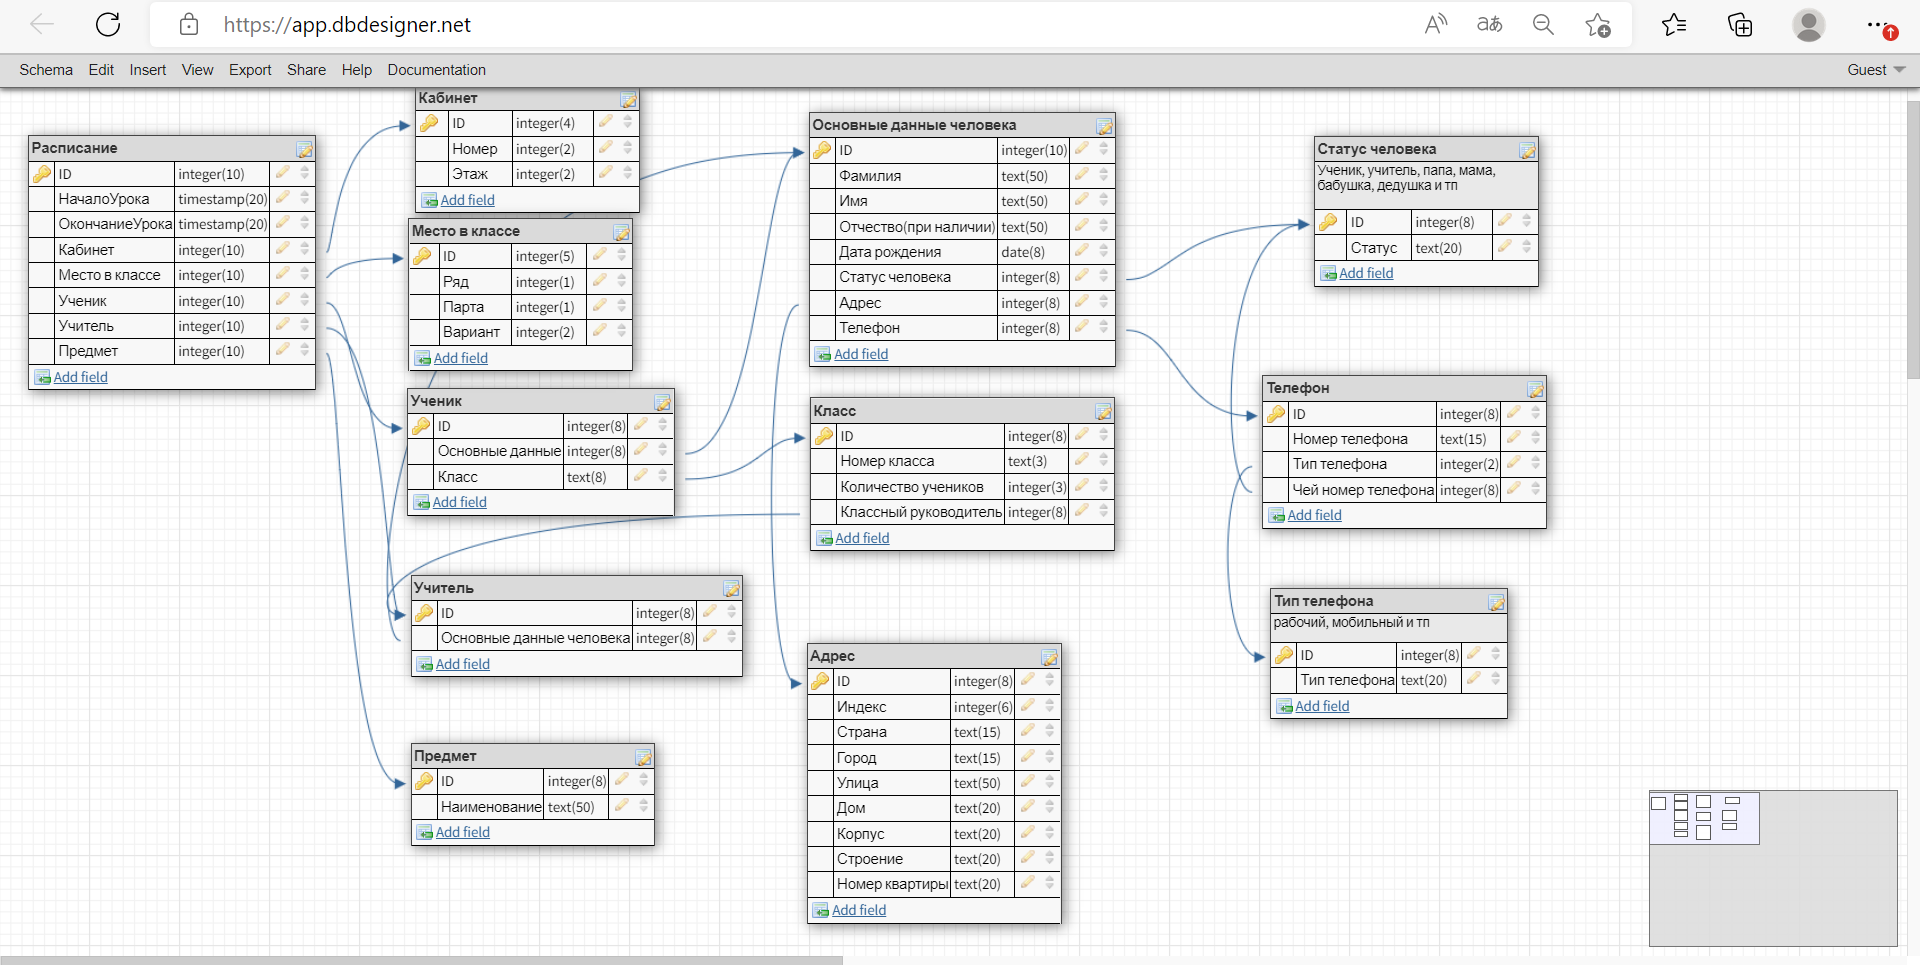 https://app.dbdesigner.net
Schema Edit Insert View Export Share Help Documentation Guest
Расписание
ID integer(10)
НачалоУрока timestamp(20)
ОкончаниеУрока timestamp(20)
Кабинет integer(10)
Место в классе integer(10)
Ученик integer(10)
Учитель integer(10)
Предмет integer(10)
Add field
Кабинет
ID integer(4)
Номер integer(2)
Этаж integer(2)
Add field
Место в классе
ID integer(5)
Ряд integer(1)
Парта integer(1)
Вариант integer(2)
Add field
Ученик
ID integer(8)
Основные данные integer(8)
Класс text(8)
Add field
Учитель
ID integer(8)
Основные данные человека integer(8)
Add field
Предмет
ID integer(8)
Наименование text(50)
Add field
Основные данные человека
ID integer(10)
Фамилия text(50)
Имя text(50)
Отчество(при наличии) text(50)
Дата рождения date(8)
Статус человека integer(8)
Адрес integer(8)
Телефон integer(8)
Add field
Класс
ID integer(8)
Номер класса text(3)
Количество учеников integer(3)
Классный руководитель integer(8)
Add field
Адрес
ID integer(8)
Индекс integer(6)
Страна text(15)
Город text(15)
Улица text(50)
Дом text(20)
Корпус text(20)
Строение text(20)
Номер квартиры text(20)
Add field
Статус человека
Ученик, учитель, папа, мама,
бабушка, дедушка и тп
ID integer(8)
Статус text(20)
Add field
Телефон
ID integer(8)
Номер телефона text(15)
Тип телефона integer(2)
Чей номер телефона integer(8)
Add field
Тип телефона
рабочий, мобильный и тп
ID integer(8)
Тип телефона text(20)
Add field